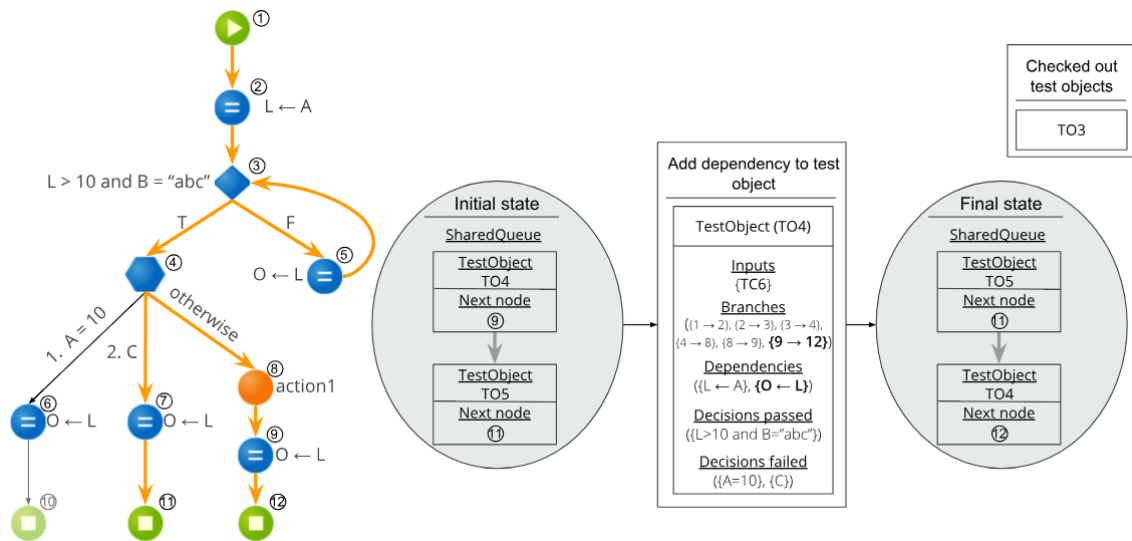 ①
②
L ← A
③
L > 10 and B = “abc”
T
F
④
⑤
O ← L
1. A = 10
2. C
otherwise
⑧
action1
⑥
O ← L
⑦
O ← L
⑨
O ← L
⑩
⑪
⑫
Initial state
SharedQueue
TestObject
TO4
Next node
⑨
TestObject
TO5
Next node
⑪
Add dependency to test
object
TestObject (TO4)
Inputs
{TC6}
Branches
({1 → 2}, {2 → 3}, {3 → 4},
{4 → 8}, {8 → 9}, {9 → 12})
Dependencies
({L ← A}, {O ← L})
Decisions passed
({L>10 and B=”abc”})
Decisions failed
({A=10}, {C})
Checked out
test objects
TO3
Final state
SharedQueue
TestObject
TO5
Next node
⑪
TestObject
TO4
Next node
⑫